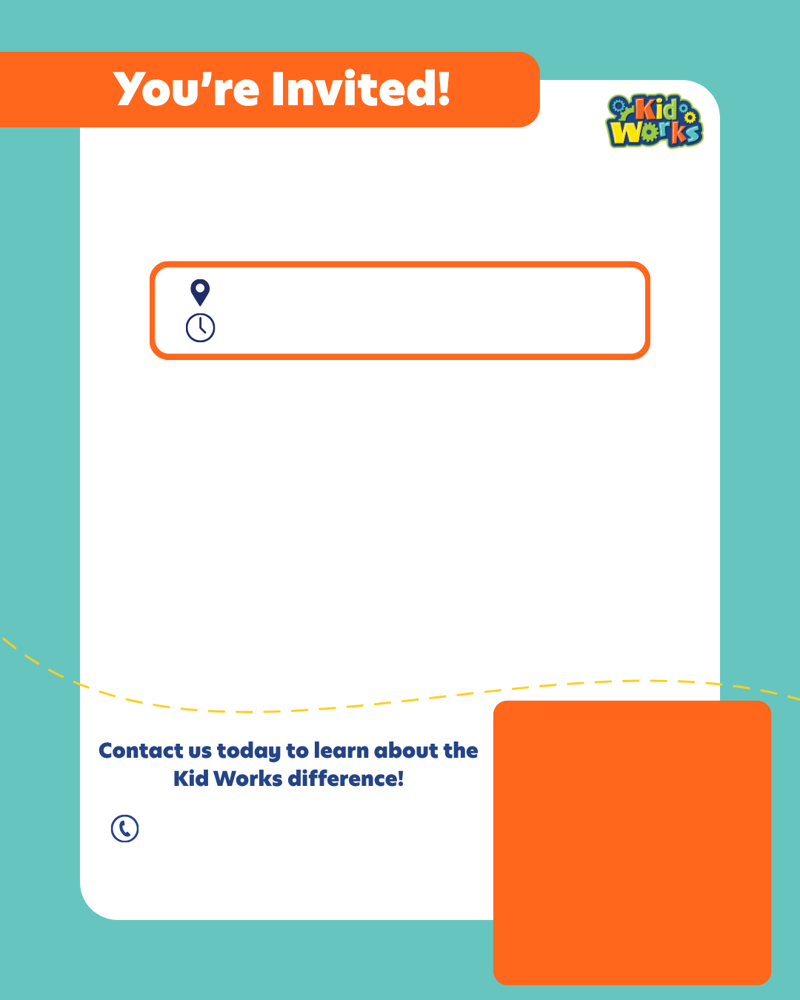 You're Invited!
Kid
Works
Contact us today to learn about the
Kid Works difference!